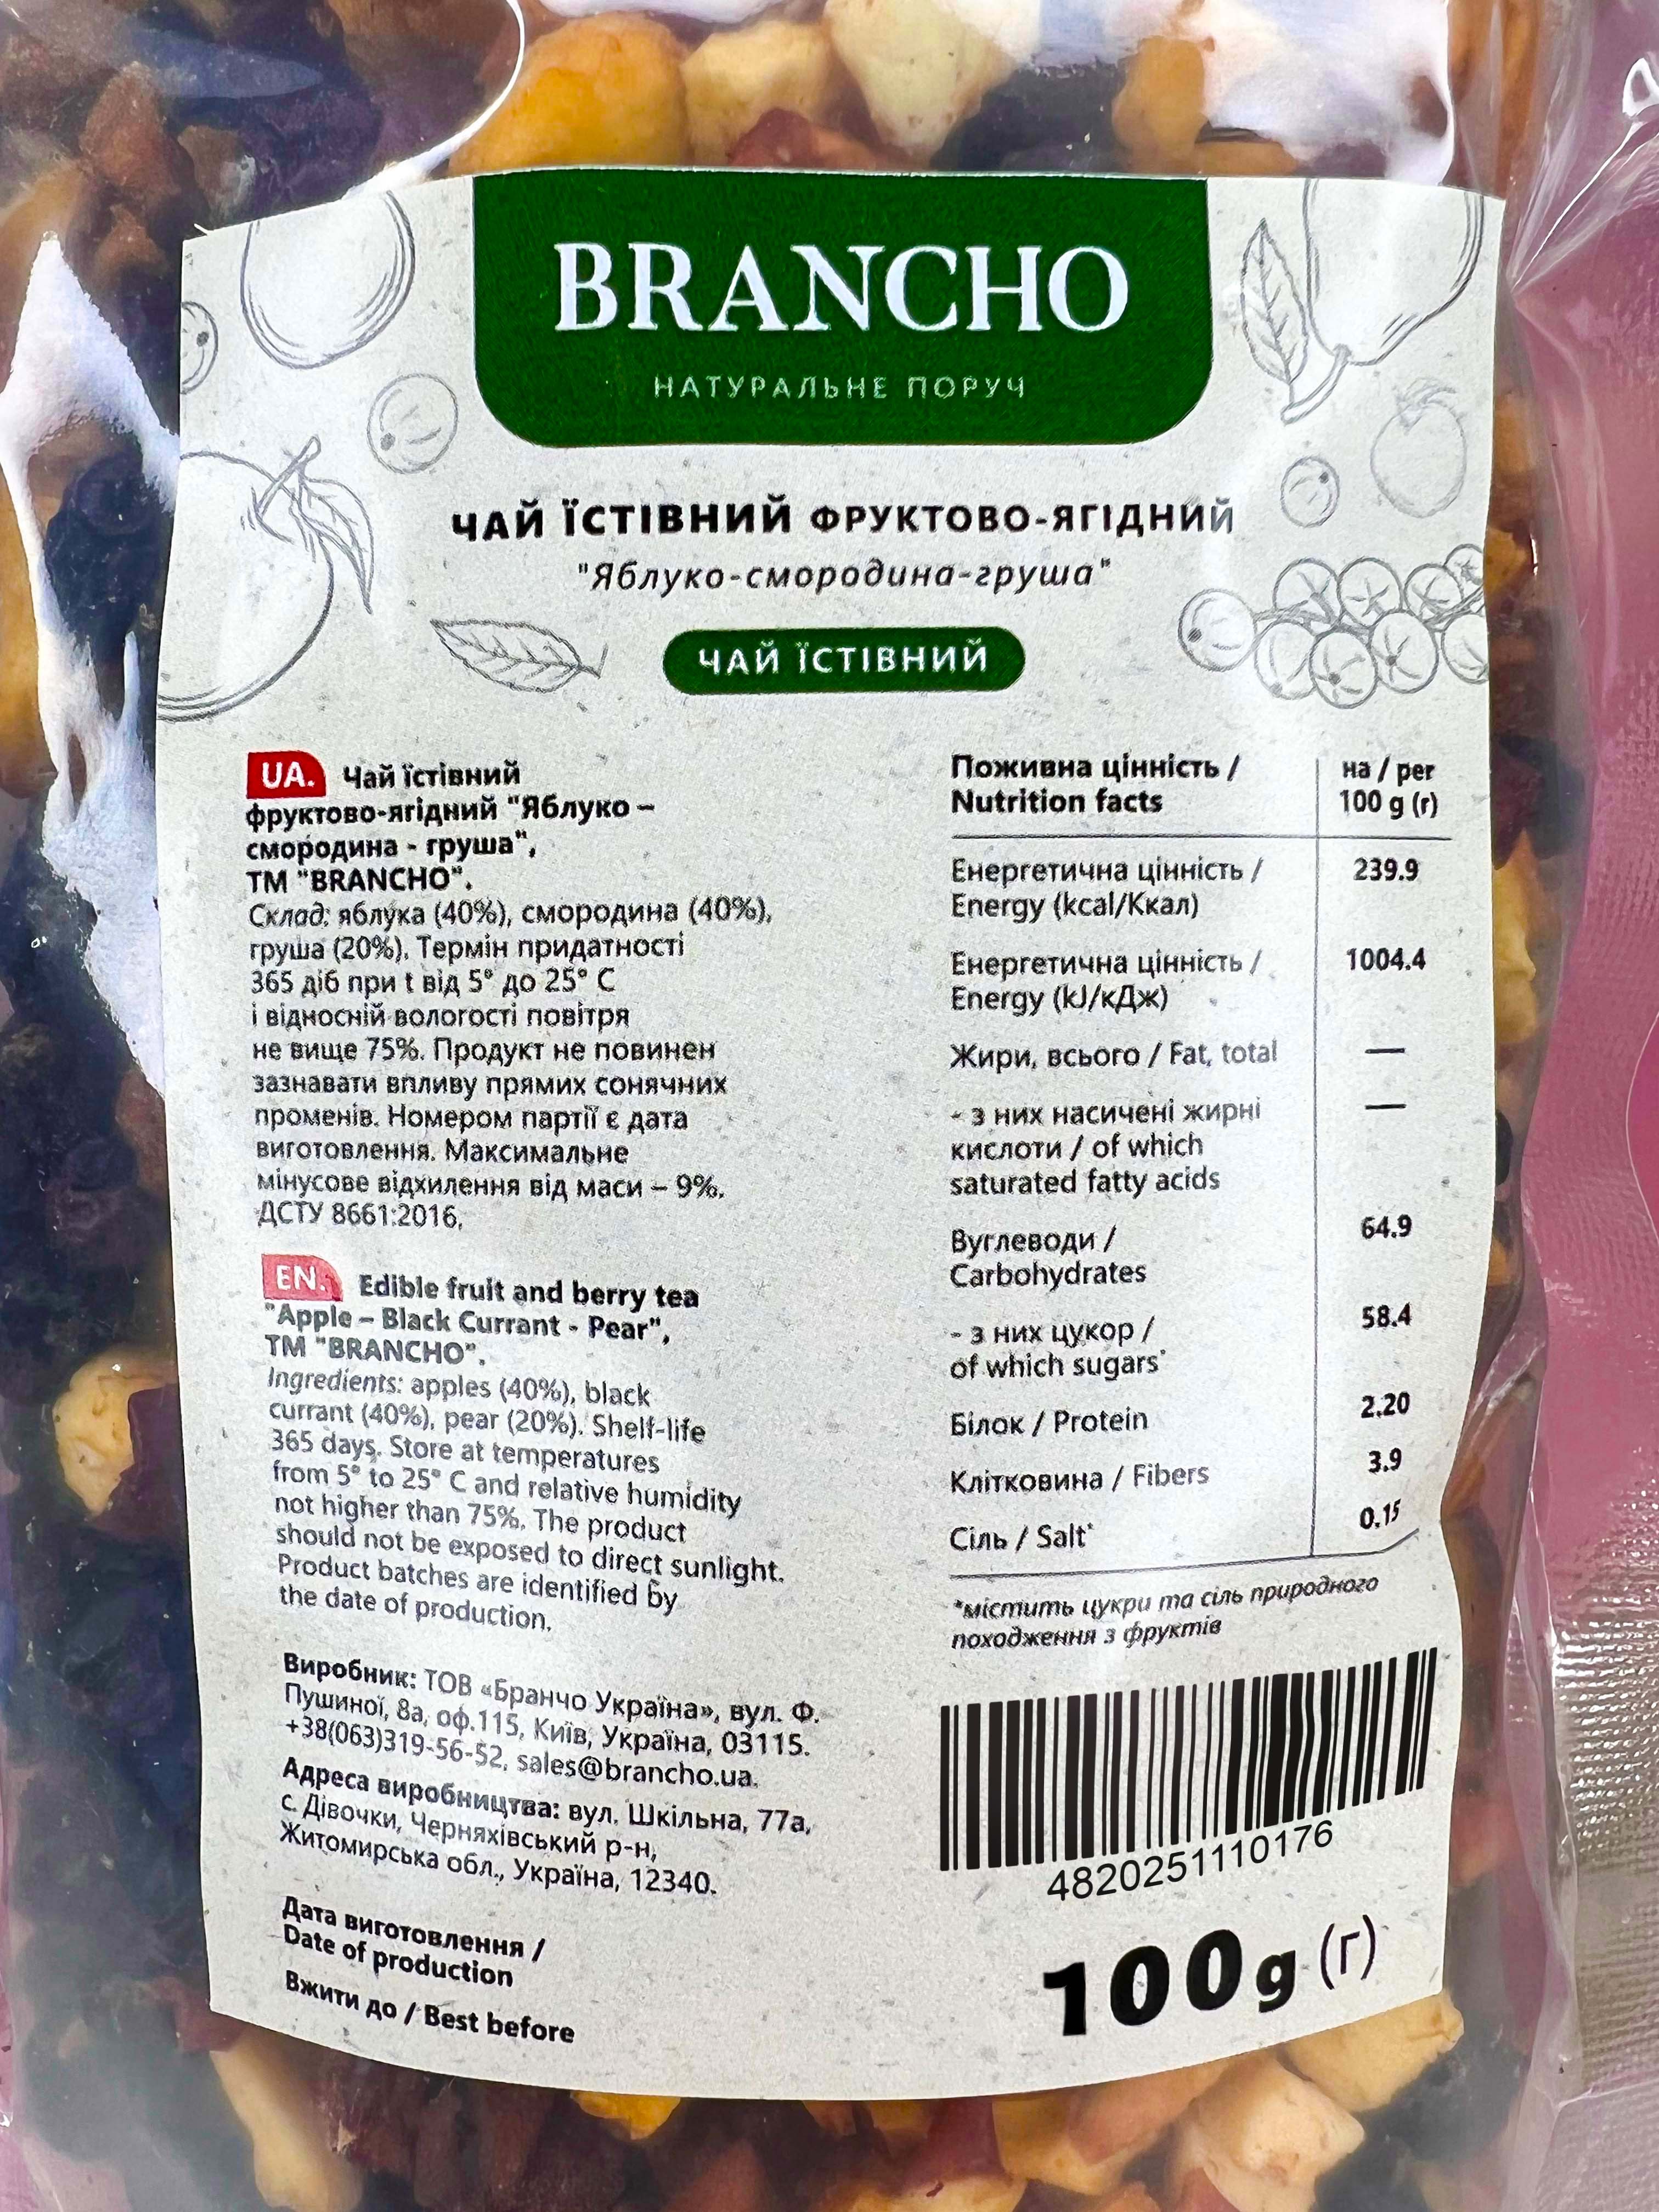 BRANCHO
НАТУРАЛЬНЕ ПОРУЧ
ЧАЙ ЇСТІВНИЙ ФРУКТОВО-ЯГІДНИЙ
"Яблуко-смородина-груша"
ЧАЙ ЇСТІВНИЙ
UA. Чай їстівний
фруктово-ягідний "Яблуко –
смородина - груша",
ТМ "BRANCHO".
Склад: яблука (40%), смородина (40%),
груша (20%). Термін придатності
365 діб при t від 5° до 25° С
і відносній вологості повітря
не вище 75%. Продукт не повинен
зазнавати впливу прямих сонячних
променів. Номером партії є дата
виготовлення. Максимальне
мінусове відхилення від маси – 9%.
ДСТУ 8661:2016.
EN. Edible fruit and berry tea
"Apple – Black Currant - Pear",
TM "BRANCHO".
Ingredients: apples (40%), black
currant (40%), pear (20%). Shelf-life
365 days. Store at temperatures
from 5° to 25° C and relative humidity
not higher than 75%. The product
should not be exposed to direct sunlight.
Product batches are identified by
the date of production.
Виробник: ТОВ «Бранчо Україна», вул. Ф.
Пушиної, 8а, оф.115, Київ, Україна, 03115.
+38(063)319-56-52, sales@brancho.ua.
Адреса виробництва: вул. Шкільна, 77а,
с. Дівочки, Черняхівський р-н,
Житомирська обл., Україна, 12340.
Дата виготовлення /
Date of production
Вжити до / Best before
Поживна цінність / на / per
Nutrition facts 100 g (г)
Енергетична цінність / 239.9
Energy (kcal/Ккал)
Енергетична цінність / 1004.4
Energy (kJ/кДж)
Жири, всього / Fat, total —
- з них насичені жирні —
кислоти / of which
saturated fatty acids
Вуглеводи / 64.9
Carbohydrates
- з них цукор / 58.4
of which sugars*
Білок / Protein 2.20
Клітковина / Fibers 3.9
Сіль / Salt* 0.15
*містить цукри та сіль природного
походження з фруктів
4820251110176
100g (г)